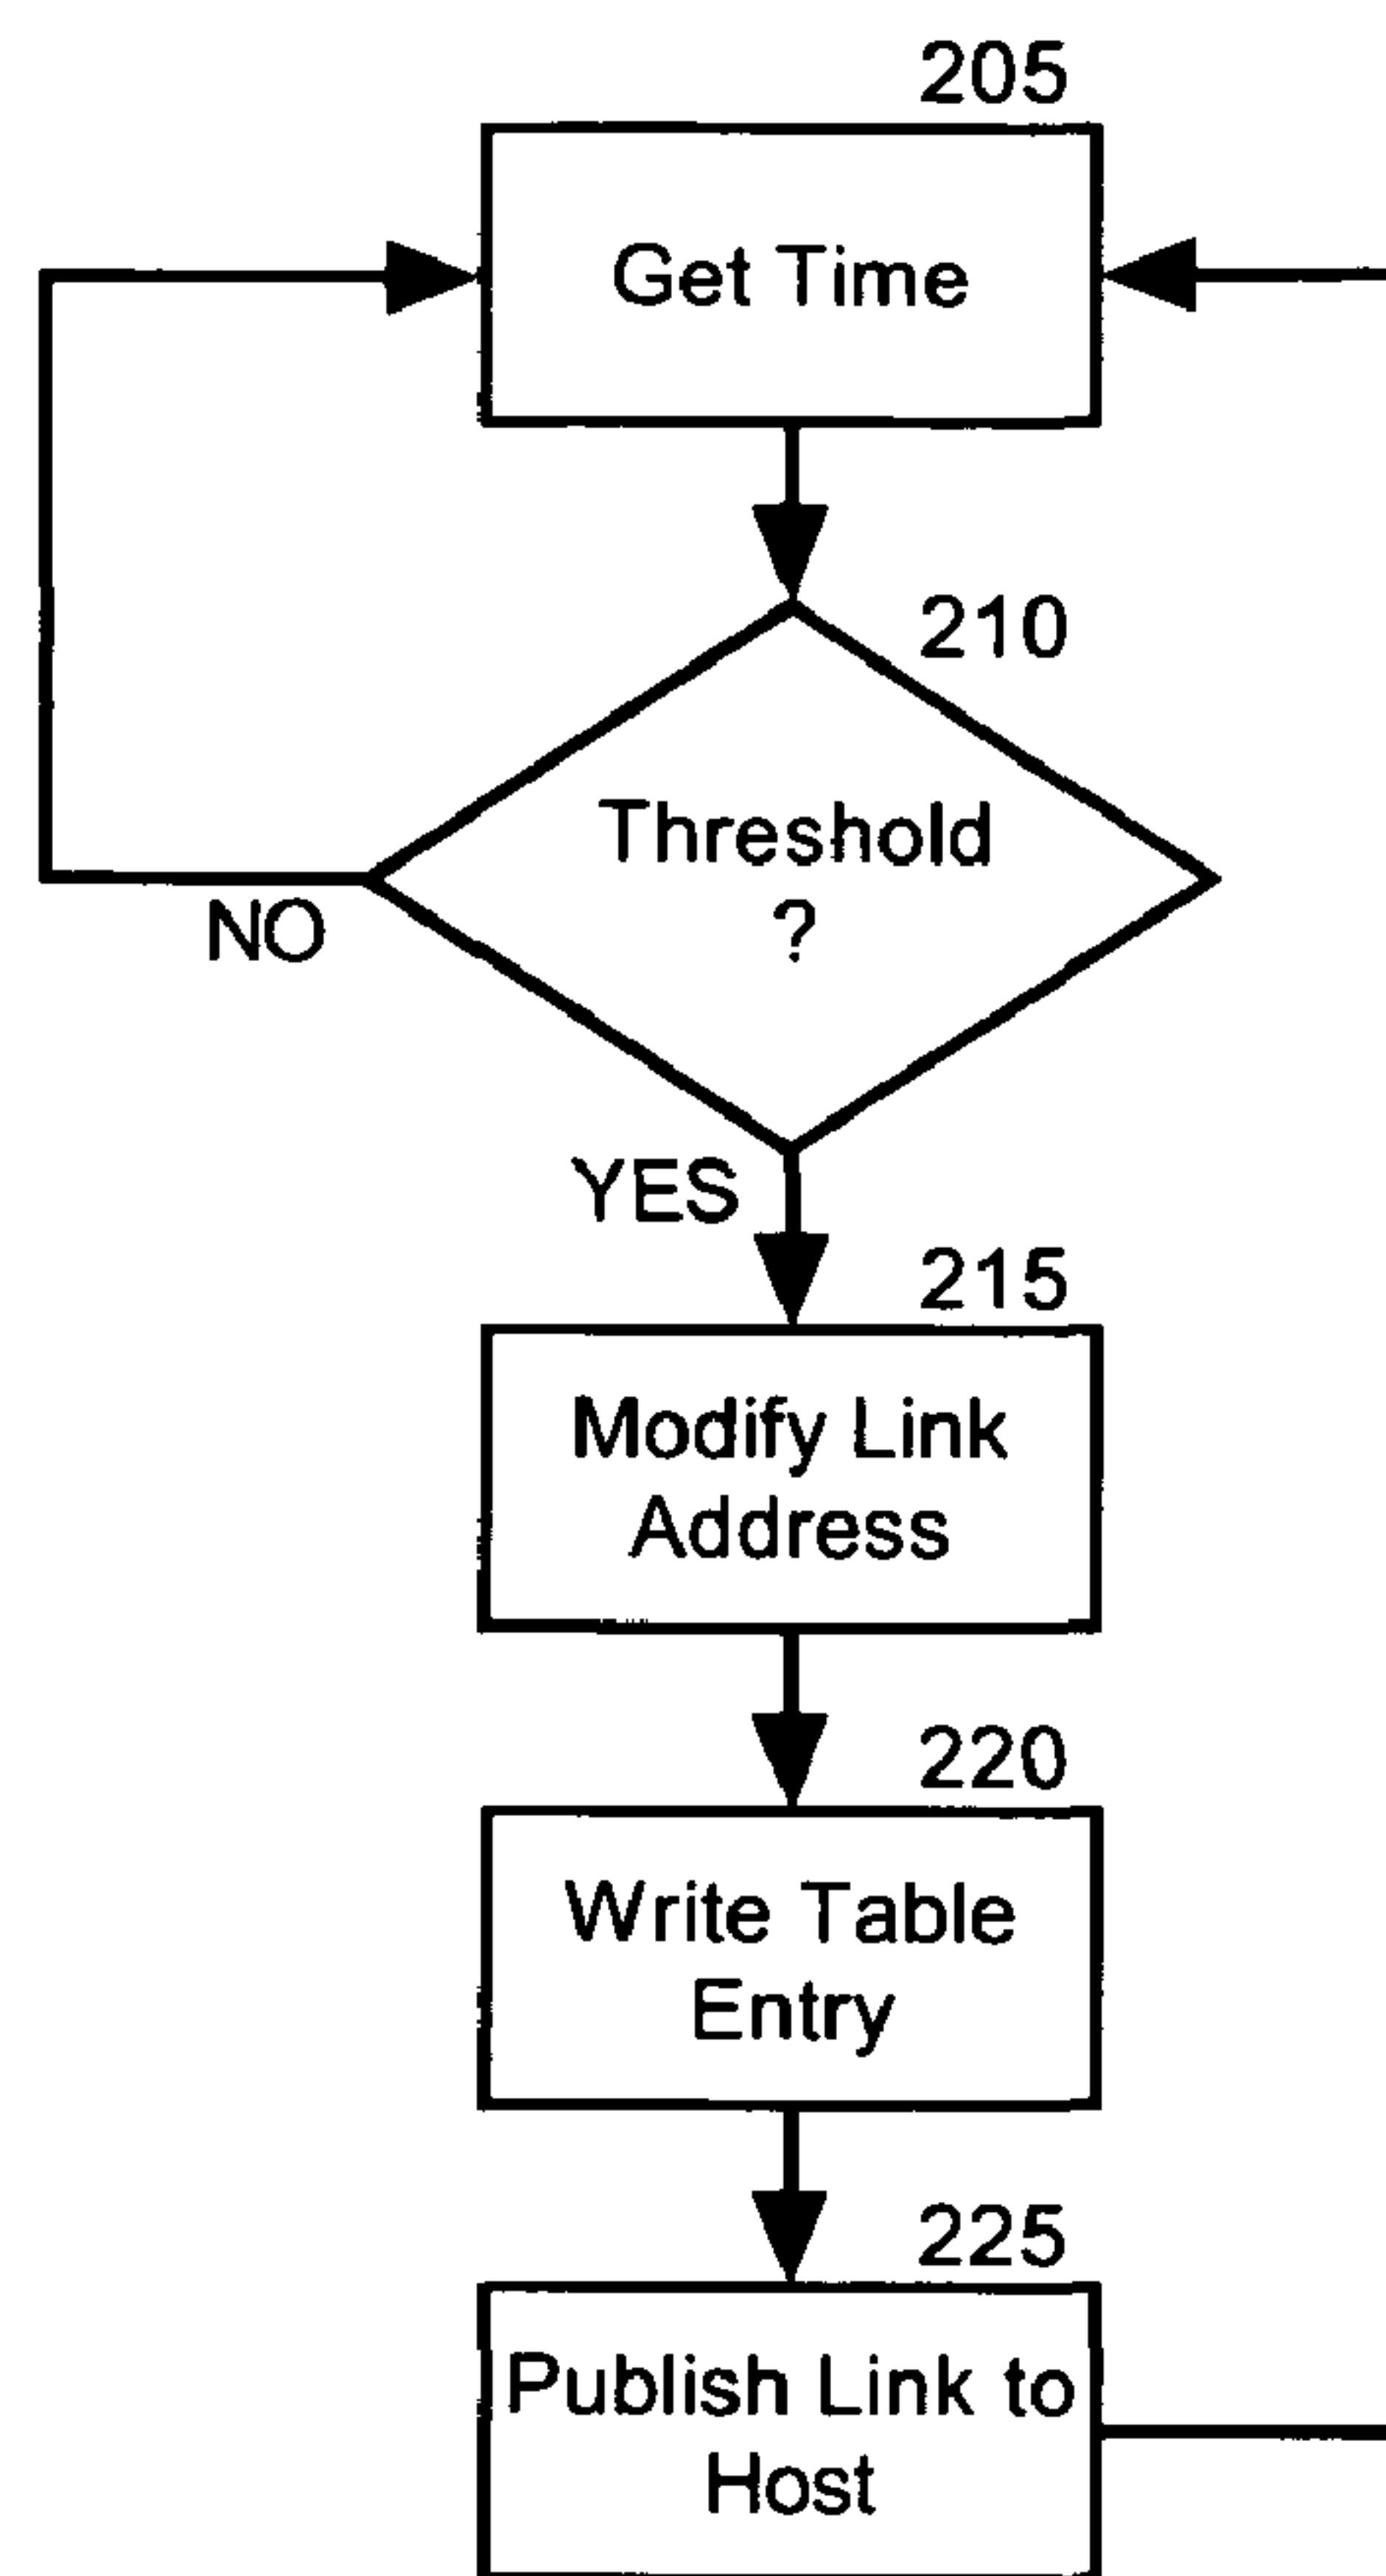 205
Get Time
210
Threshold
?
NO
YES
215
Modify Link
Address
220
Write Table
Entry
225
Publish Link to
Host